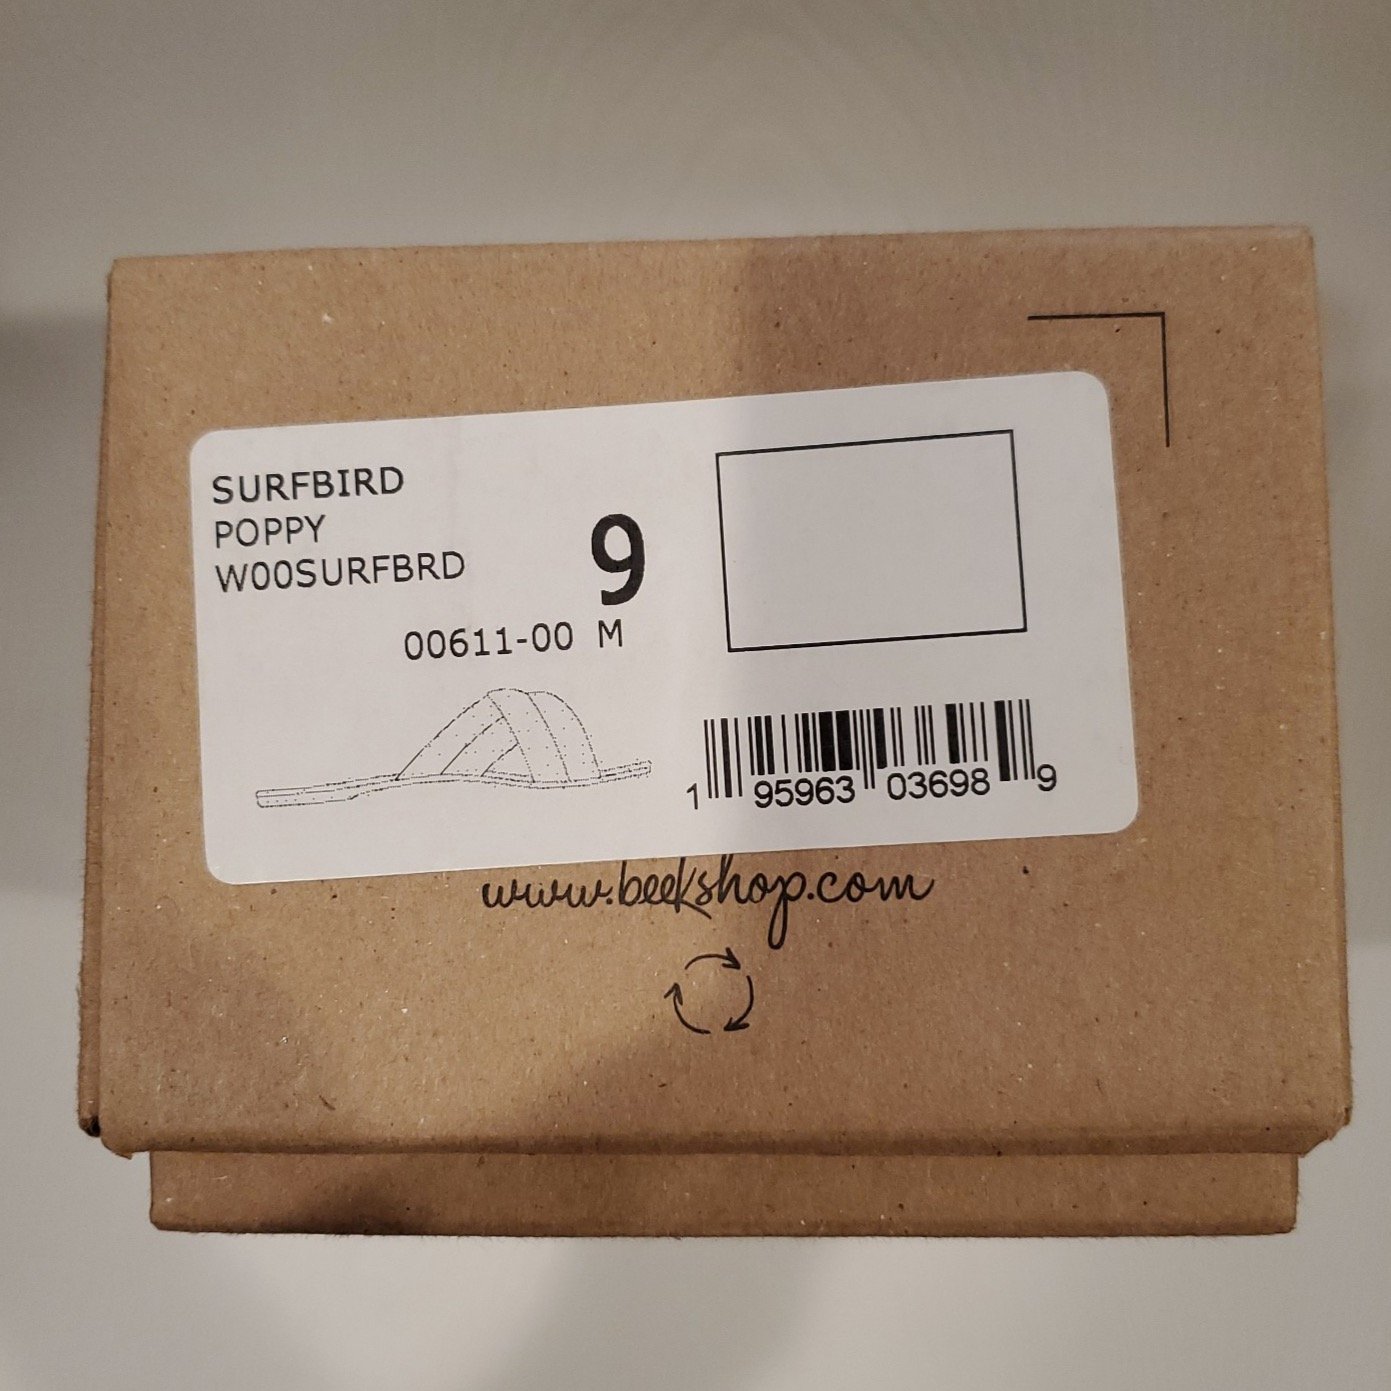 SURFBIRD
POPPY
W00SURFBRD
9
00611-00 M
1 95963 03698 9
www.beekshop.com